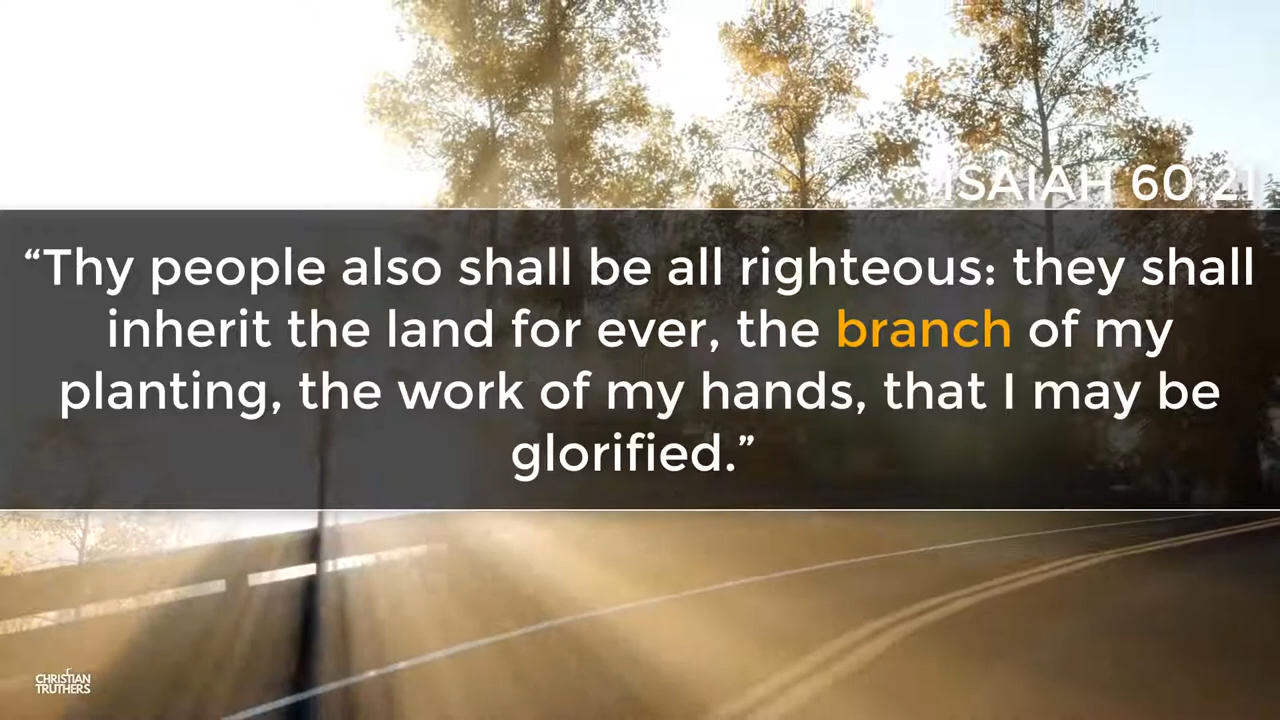 ISAIAH 60:21
“Thy people also shall be all righteous: they shall
inherit the land for ever, the branch of my
planting, the work of my hands, that I may be
glorified.”
CHRISTIAN
TRUTHERS